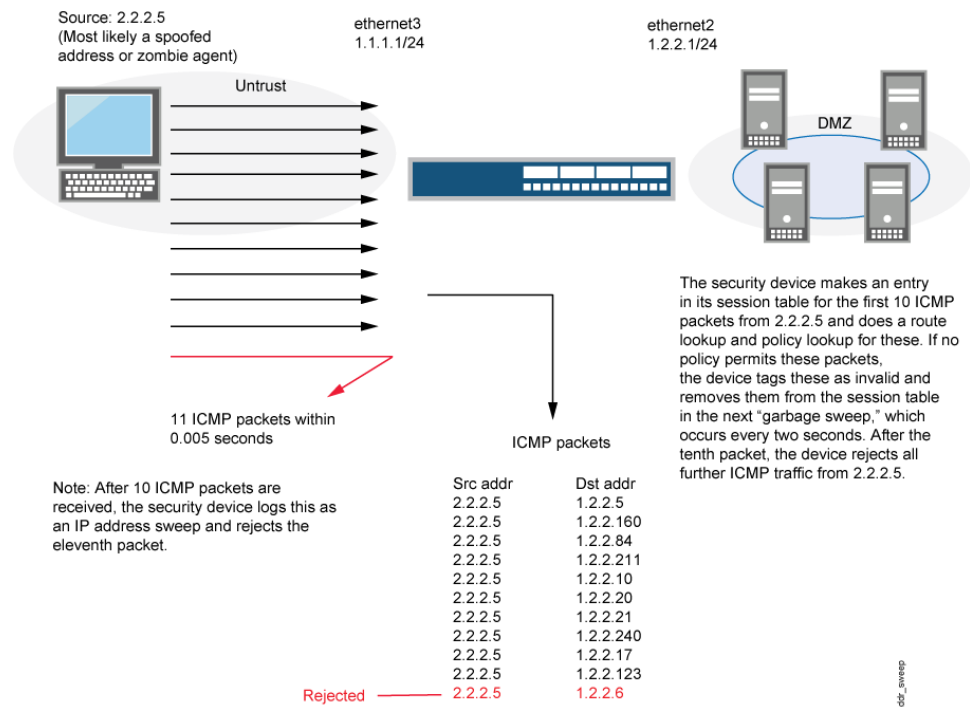 Source: 2.2.2.5
(Most likely a spoofed
address or zombie agent)
ethernet3
1.1.1.1/24
ethernet2
1.2.2.1/24
Untrust
DMZ
The security device makes an entry
in its session table for the first 10 ICMP
packets from 2.2.2.5 and does a route
lookup and policy lookup for these. If no
policy permits these packets,
the device tags these as invalid and
removes them from the session table
in the next “garbage sweep,” which
occurs every two seconds. After the
tenth packet, the device rejects all
further ICMP traffic from 2.2.2.5.
11 ICMP packets within
0.005 seconds
Note: After 10 ICMP packets are
received, the security device logs this as
an IP address sweep and rejects the
eleventh packet.
ICMP packets
Src addr Dst addr
2.2.2.5 1.2.2.5
2.2.2.5 1.2.2.160
2.2.2.5 1.2.2.84
2.2.2.5 1.2.2.211
2.2.2.5 1.2.2.10
2.2.2.5 1.2.2.20
2.2.2.5 1.2.2.21
2.2.2.5 1.2.2.240
2.2.2.5 1.2.2.17
2.2.2.5 1.2.2.123
Rejected 2.2.2.5 1.2.2.6
ddr_sweep